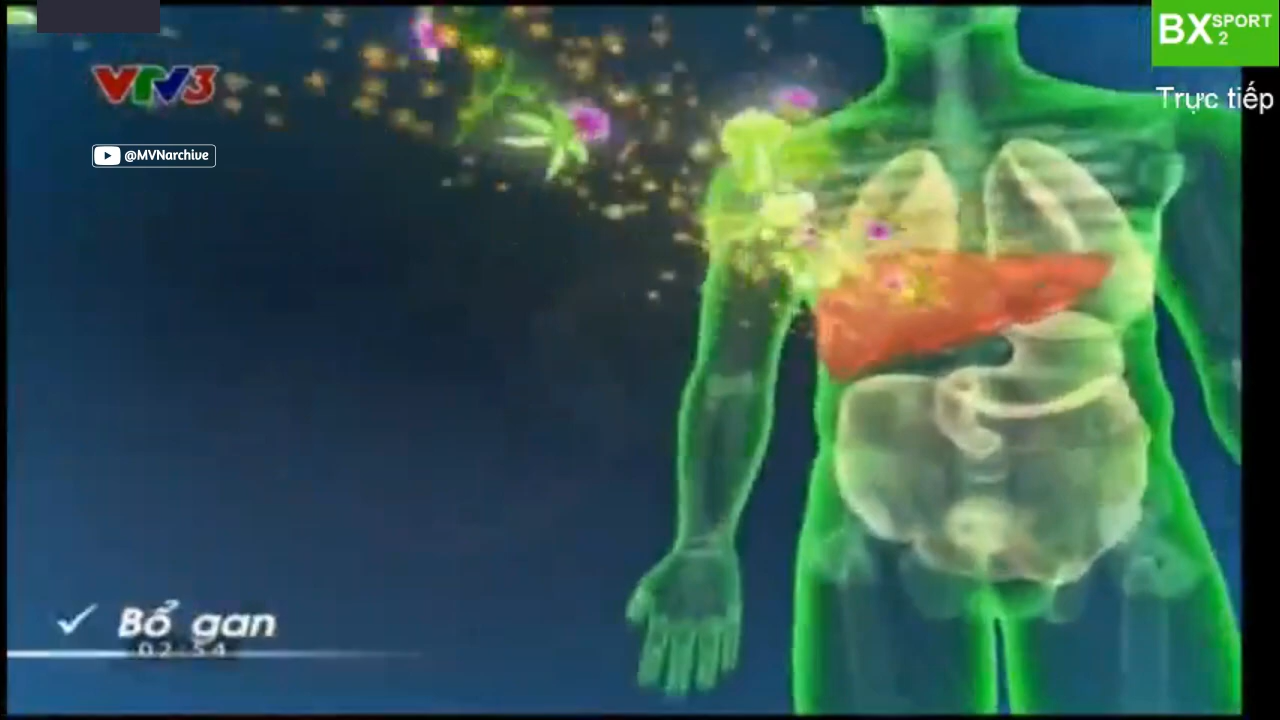 BX SPORT 2
VTV3
Trực tiếp
@MVNarchive
✓ Bổ gan
02:54